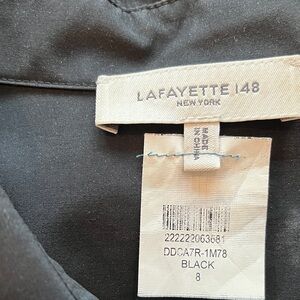 LAFAYETTE 148
NEW YORK
MADE
IN CHINA
222222063681
DDCA7R-1M78
BLACK
8